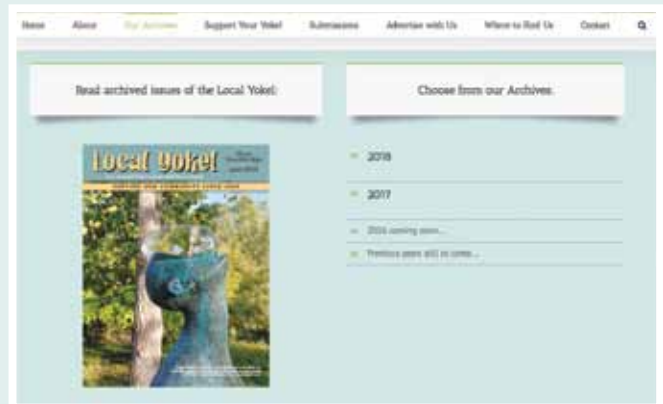 Home About Our Archives Support Your Yokel Submissions Advertise with Us Where to Find Us Contact
Read archived issues of the Local Yokel:
Choose from our Archives.
Local Yokel
2018
2017
2016 coming soon...
Previous years still to come...